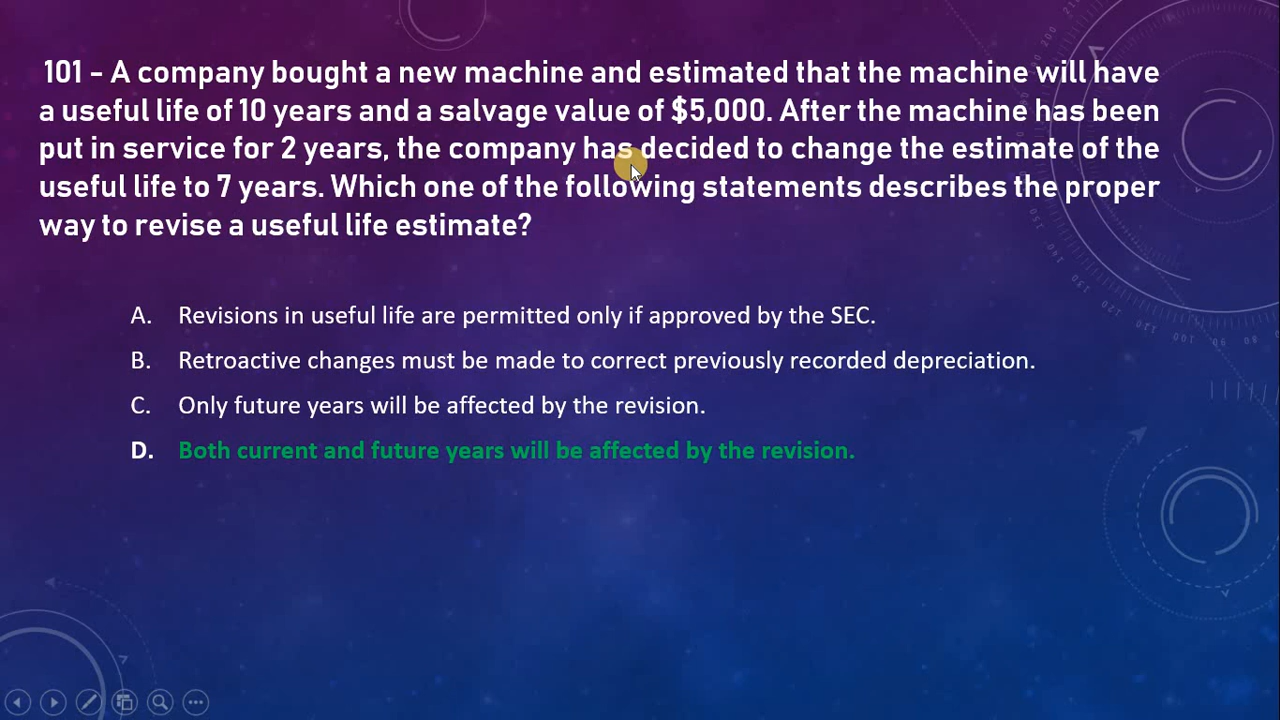 101 - A company bought a new machine and estimated that the machine will have
a useful life of 10 years and a salvage value of $5,000. After the machine has been
put in service for 2 years, the company has decided to change the estimate of the
useful life to 7 years. Which one of the following statements describes the proper
way to revise a useful life estimate?
A. Revisions in useful life are permitted only if approved by the SEC.
B. Retroactive changes must be made to correct previously recorded depreciation.
C. Only future years will be affected by the revision.
D. Both current and future years will be affected by the revision.